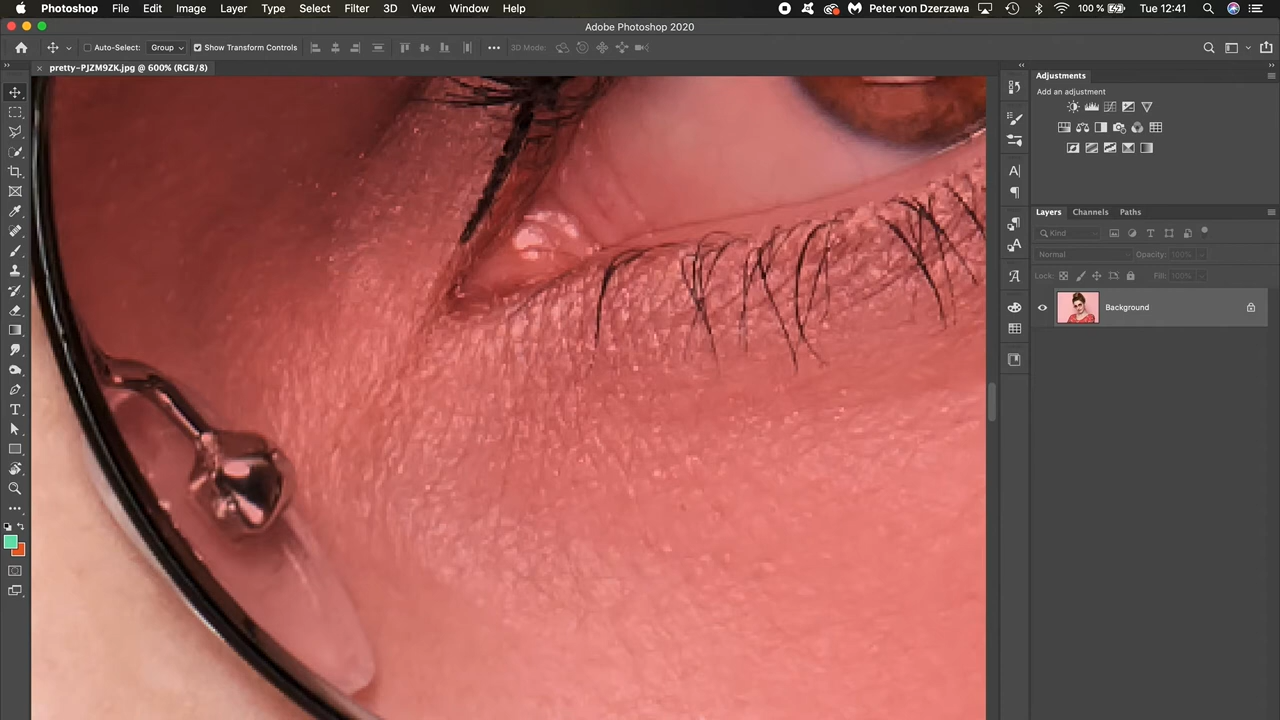 Photoshop File Edit Image Layer Type Select Filter 3D View Window Help Peter von Dzerzawa 100 % Tue 12:41
Adobe Photoshop 2020
Auto-Select: Group Show Transform Controls 3D Mode:
pretty-PJZM9ZK.jpg @ 600% (RGB/8)
Adjustments
Add an adjustment
Layers Channels Paths
Kind
Normal Opacity: 100%
Lock: Fill: 100%
Background